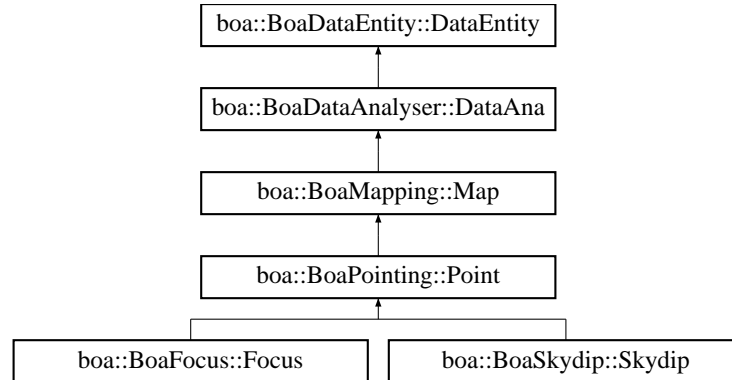 boa::BoaDataEntity::DataEntity
boa::BoaDataAnalyser::DataAna
boa::BoaMapping::Map
boa::BoaPointing::Point
boa::BoaFocus::Focus
boa::BoaSkydip::Skydip